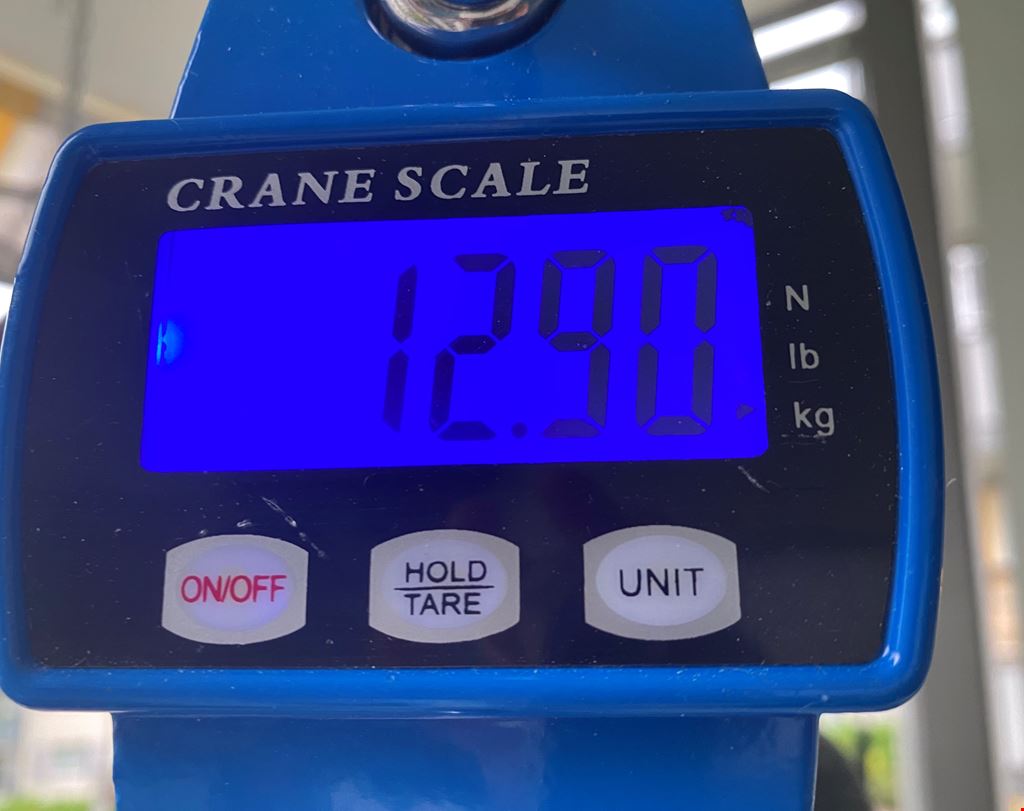 CRANE SCALE
12.90
N
lb
kg
ON/OFF
HOLD
TARE
UNIT